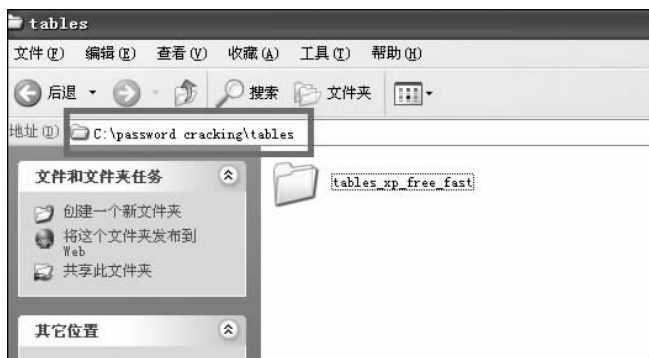 tables
文件(F) 编辑(E) 查看(V) 收藏(A) 工具(T) 帮助(H)
后退 搜索 文件夹
地址(D) C:\password cracking\tables
文件和文件夹任务
创建一个新文件夹
将这个文件夹发布到
Web
共享此文件夹
其它位置
tables_xp_free_fast